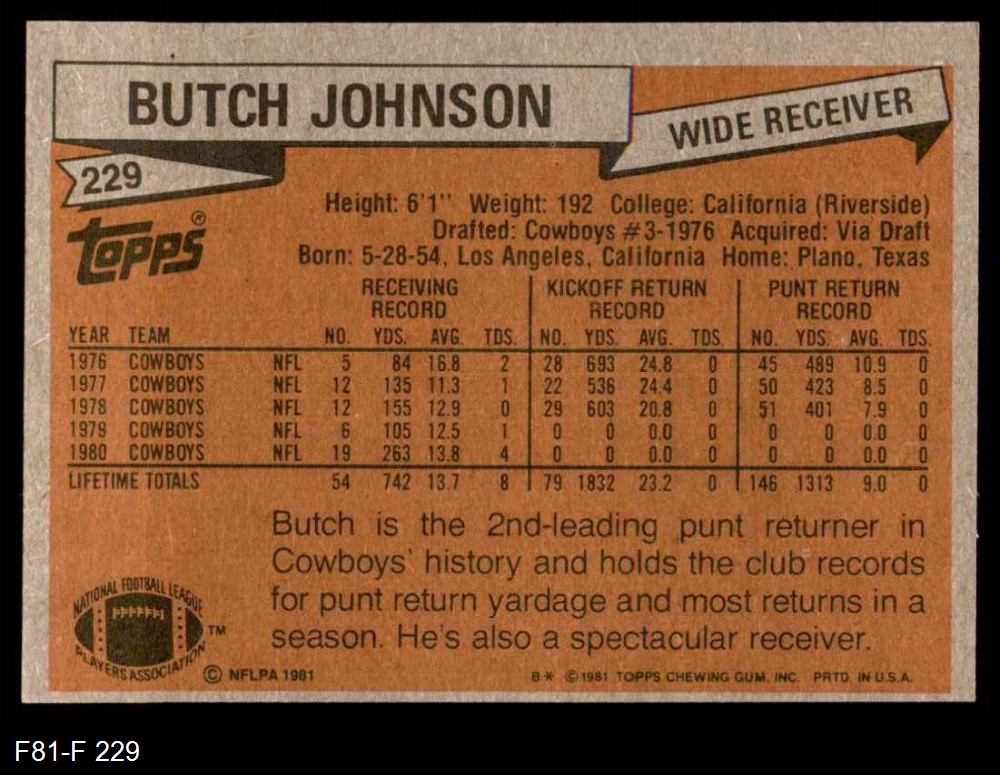 BUTCH JOHNSON
WIDE RECEIVER
229
topps®
Height: 6'1" Weight: 192 College: California (Riverside)
Drafted: Cowboys #3-1976 Acquired: Via Draft
Born: 5-28-54, Los Angeles, California Home: Plano, Texas
RECEIVING RECORD KICKOFF RETURN RECORD PUNT RETURN RECORD
YEAR TEAM NO. YDS. AVG. TDS. NO. YDS. AVG. TDS. NO. YDS. AVG. TDS.
1976 COWBOYS NFL 5 84 16.8 2 28 693 24.8 0 45 489 10.9 0
1977 COWBOYS NFL 12 135 11.3 1 22 536 24.4 0 50 423 8.5 0
1978 COWBOYS NFL 12 155 12.9 0 29 603 20.8 0 51 401 7.9 0
1979 COWBOYS NFL 6 105 12.5 1 0 0 0.0 0 0 0 0.0 0
1980 COWBOYS NFL 19 263 13.8 4 0 0 0.0 0 0 0 0.0 0
LIFETIME TOTALS 54 742 13.7 8 79 1832 23.2 0 146 1313 9.0 0
Butch is the 2nd-leading punt returner in
Cowboys' history and holds the club records
for punt return yardage and most returns in a
season. He's also a spectacular receiver.
NATIONAL FOOTBALL LEAGUE
PLAYERS ASSOCIATION ™
© NFLPA 1981
B* © 1981 TOPPS CHEWING GUM, INC. PRTD. IN U.S.A.
F81-F 229